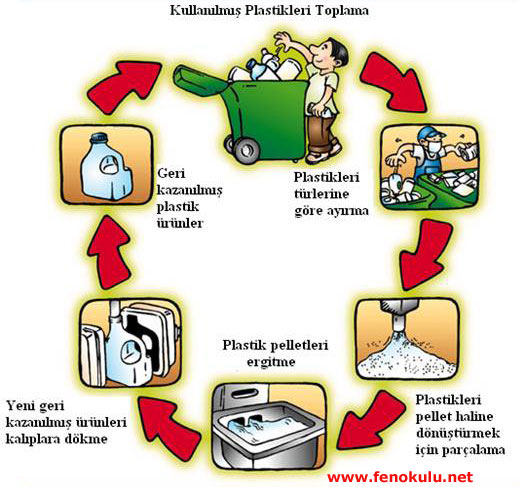 Kullanılmış Plastikleri Toplama
Plastikleri
türlerine
göre ayırma
Plastikleri
pellet haline
dönüştürmek
için parçalama
Plastik pelletleri
ergitme
Yeni geri
kazanılmış ürünleri
kalıplara dökme
Geri
kazanılmış
plastik
ürünler
www.fenokulu.net